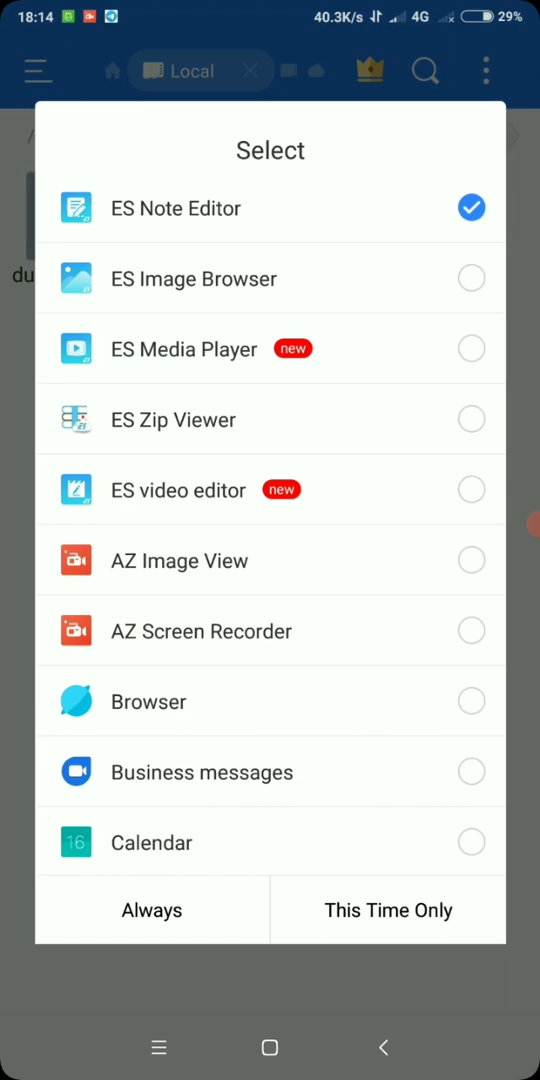 18:14 40.3K/s 4G 29%
Local
/
du
Select
ES Note Editor
ES Image Browser
ES Media Player new
ES Zip Viewer
ES video editor new
AZ Image View
AZ Screen Recorder
Browser
Business messages
16 Calendar
Always This Time Only